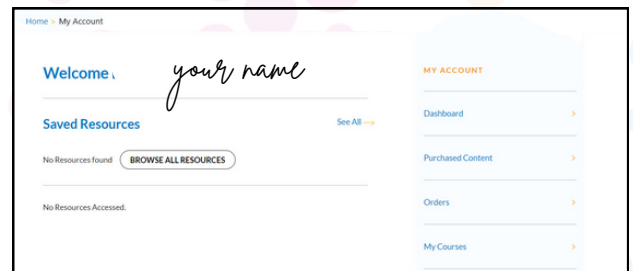 Home > My Account
Welcome, your name
Saved Resources
See All →
No Resources found BROWSE ALL RESOURCES
No Resources Accessed.
MY ACCOUNT
Dashboard >
Purchased Content >
Orders >
My Courses >